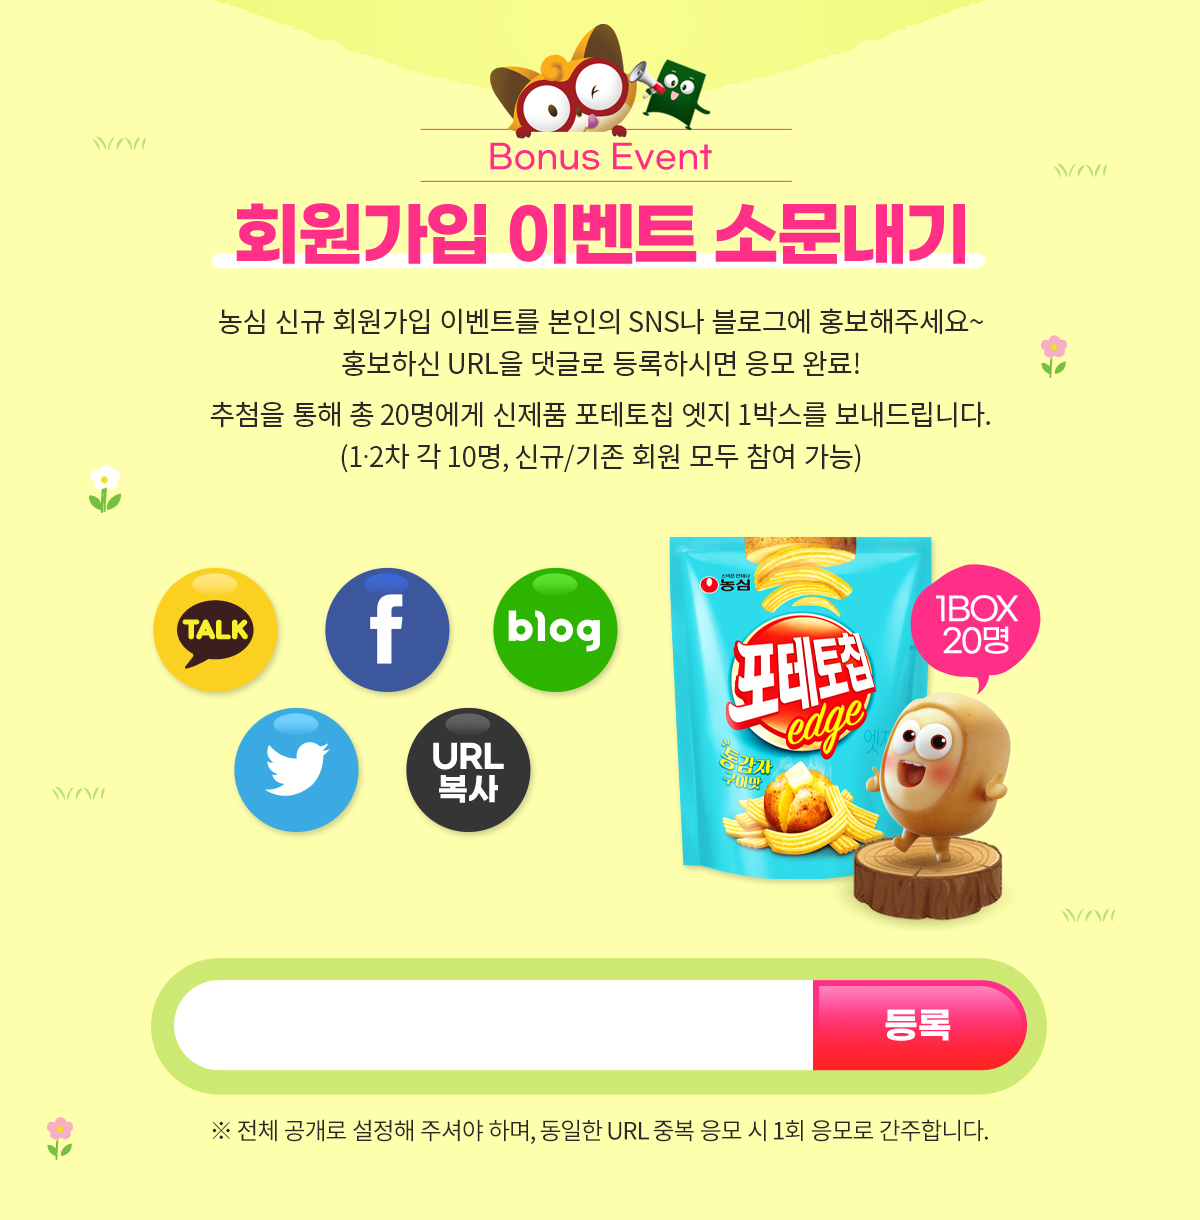 Bonus Event
회원가입 이벤트 소문내기
농심 신규 회원가입 이벤트를 본인의 SNS나 블로그에 홍보해주세요~
홍보하신 URL을 댓글로 등록하시면 응모 완료!
추첨을 통해 총 20명에게 신제품 포테토칩 엣지 1박스를 보내드립니다.
(1·2차 각 10명, 신규/기존 회원 모두 참여 가능)
TALK
f
blog
URL
복사
농심
포테토칩
edge
통감자
구이맛
1BOX
20명
등록
※ 전체 공개로 설정해 주셔야 하며, 동일한 URL 중복 응모 시 1회 응모로 간주합니다.